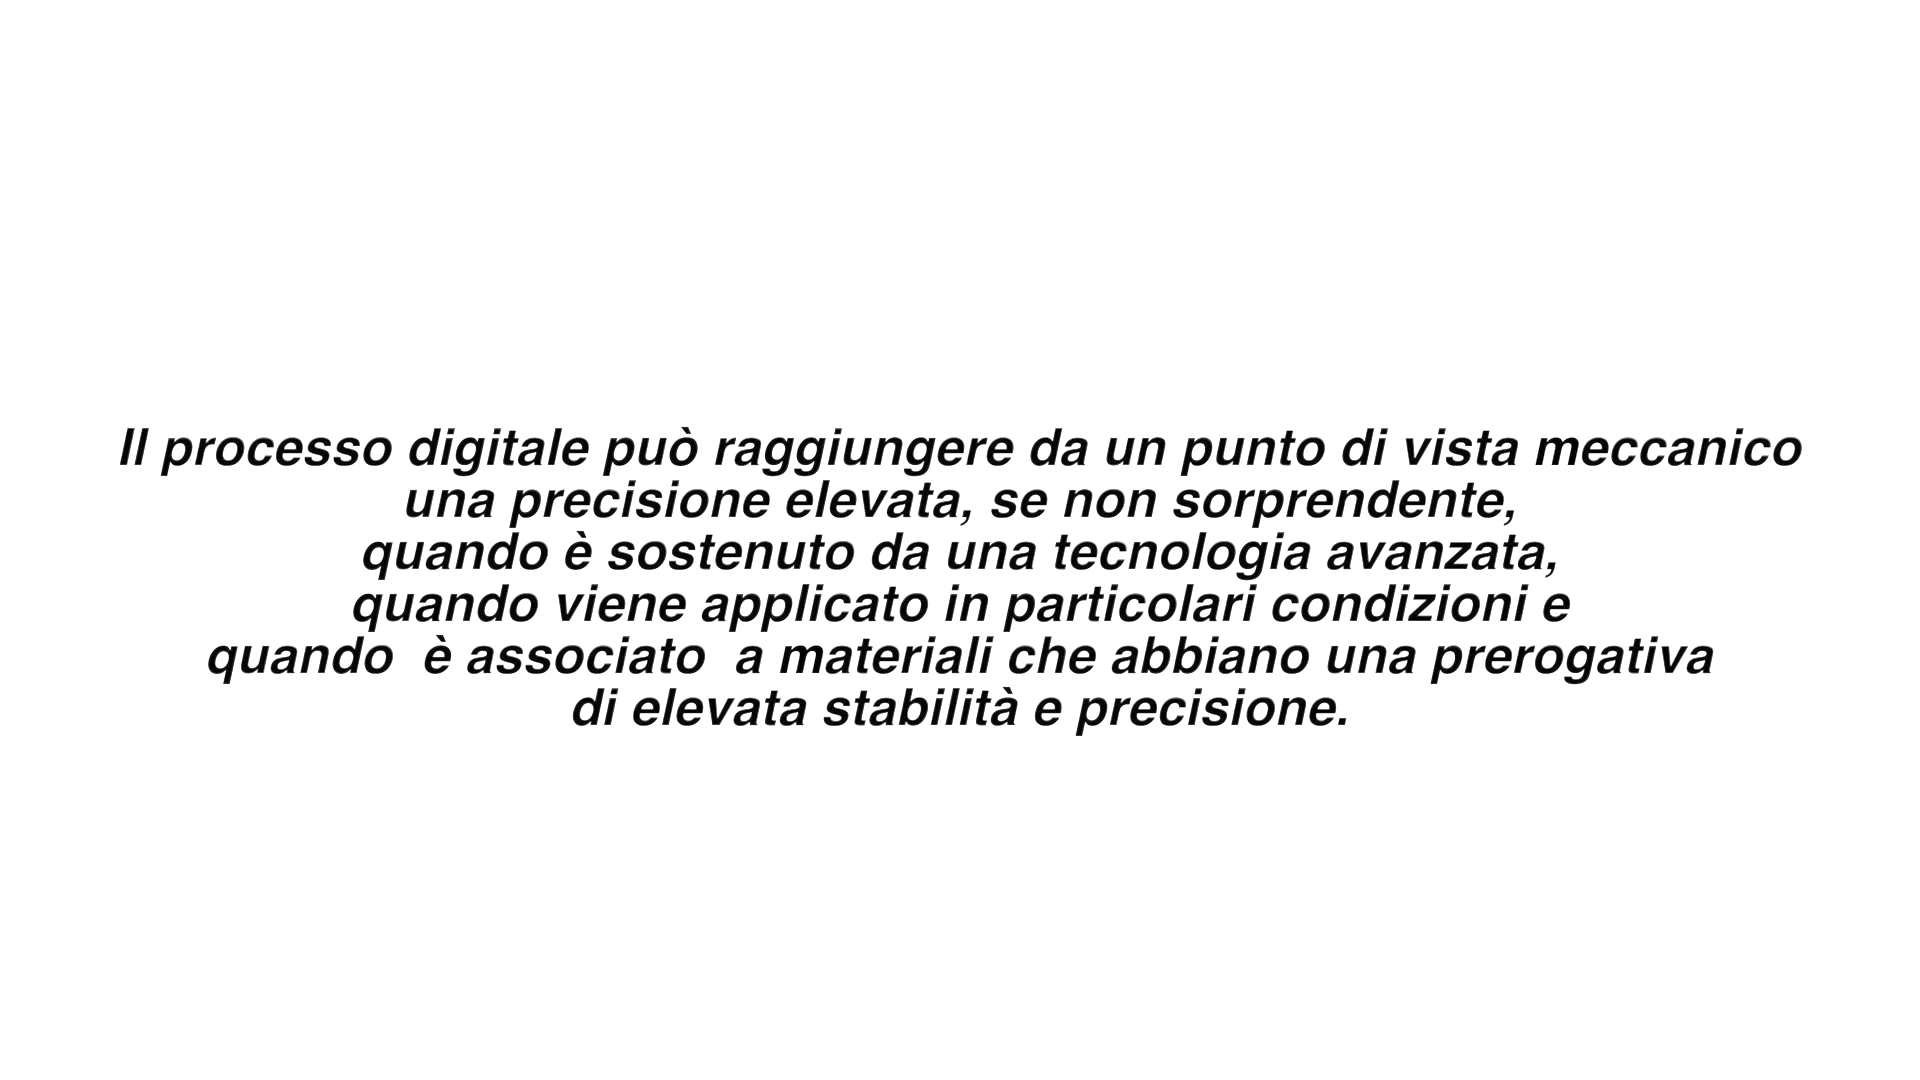 Il processo digitale può raggiungere da un punto di vista meccanico
una precisione elevata, se non sorprendente,
quando è sostenuto da una tecnologia avanzata,
quando viene applicato in particolari condizioni e
quando  è associato  a materiali che abbiano una prerogativa
di elevata stabilità e precisione.